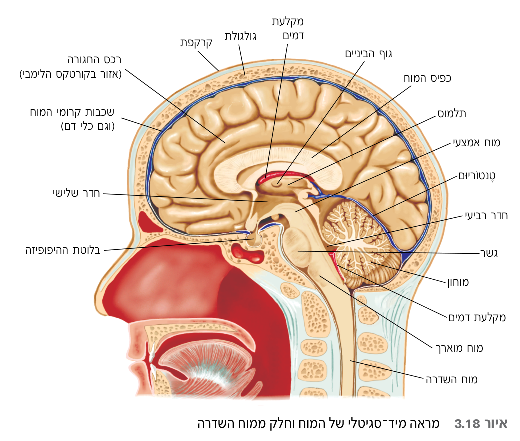 מקלעת
דמים
גולגולת
קרקפת
גוף הביניים
רכס החגורה
(אזור בקורטקס הלימבי)
כפיס המוח
שכבות קרומי המוח
(וגם כלי דם)
תלמוס
מוח אמצעי
טֶנטוֹריוּם
חדר שלישי
חדר רביעי
בלוטת ההיפופיזה
גשר
מוחון
מקלעת דמים
מוח מוארך
מוח השדרה
איור 3.18 מראה מיד־סגיטלי של המוח וחלק ממוח השדרה